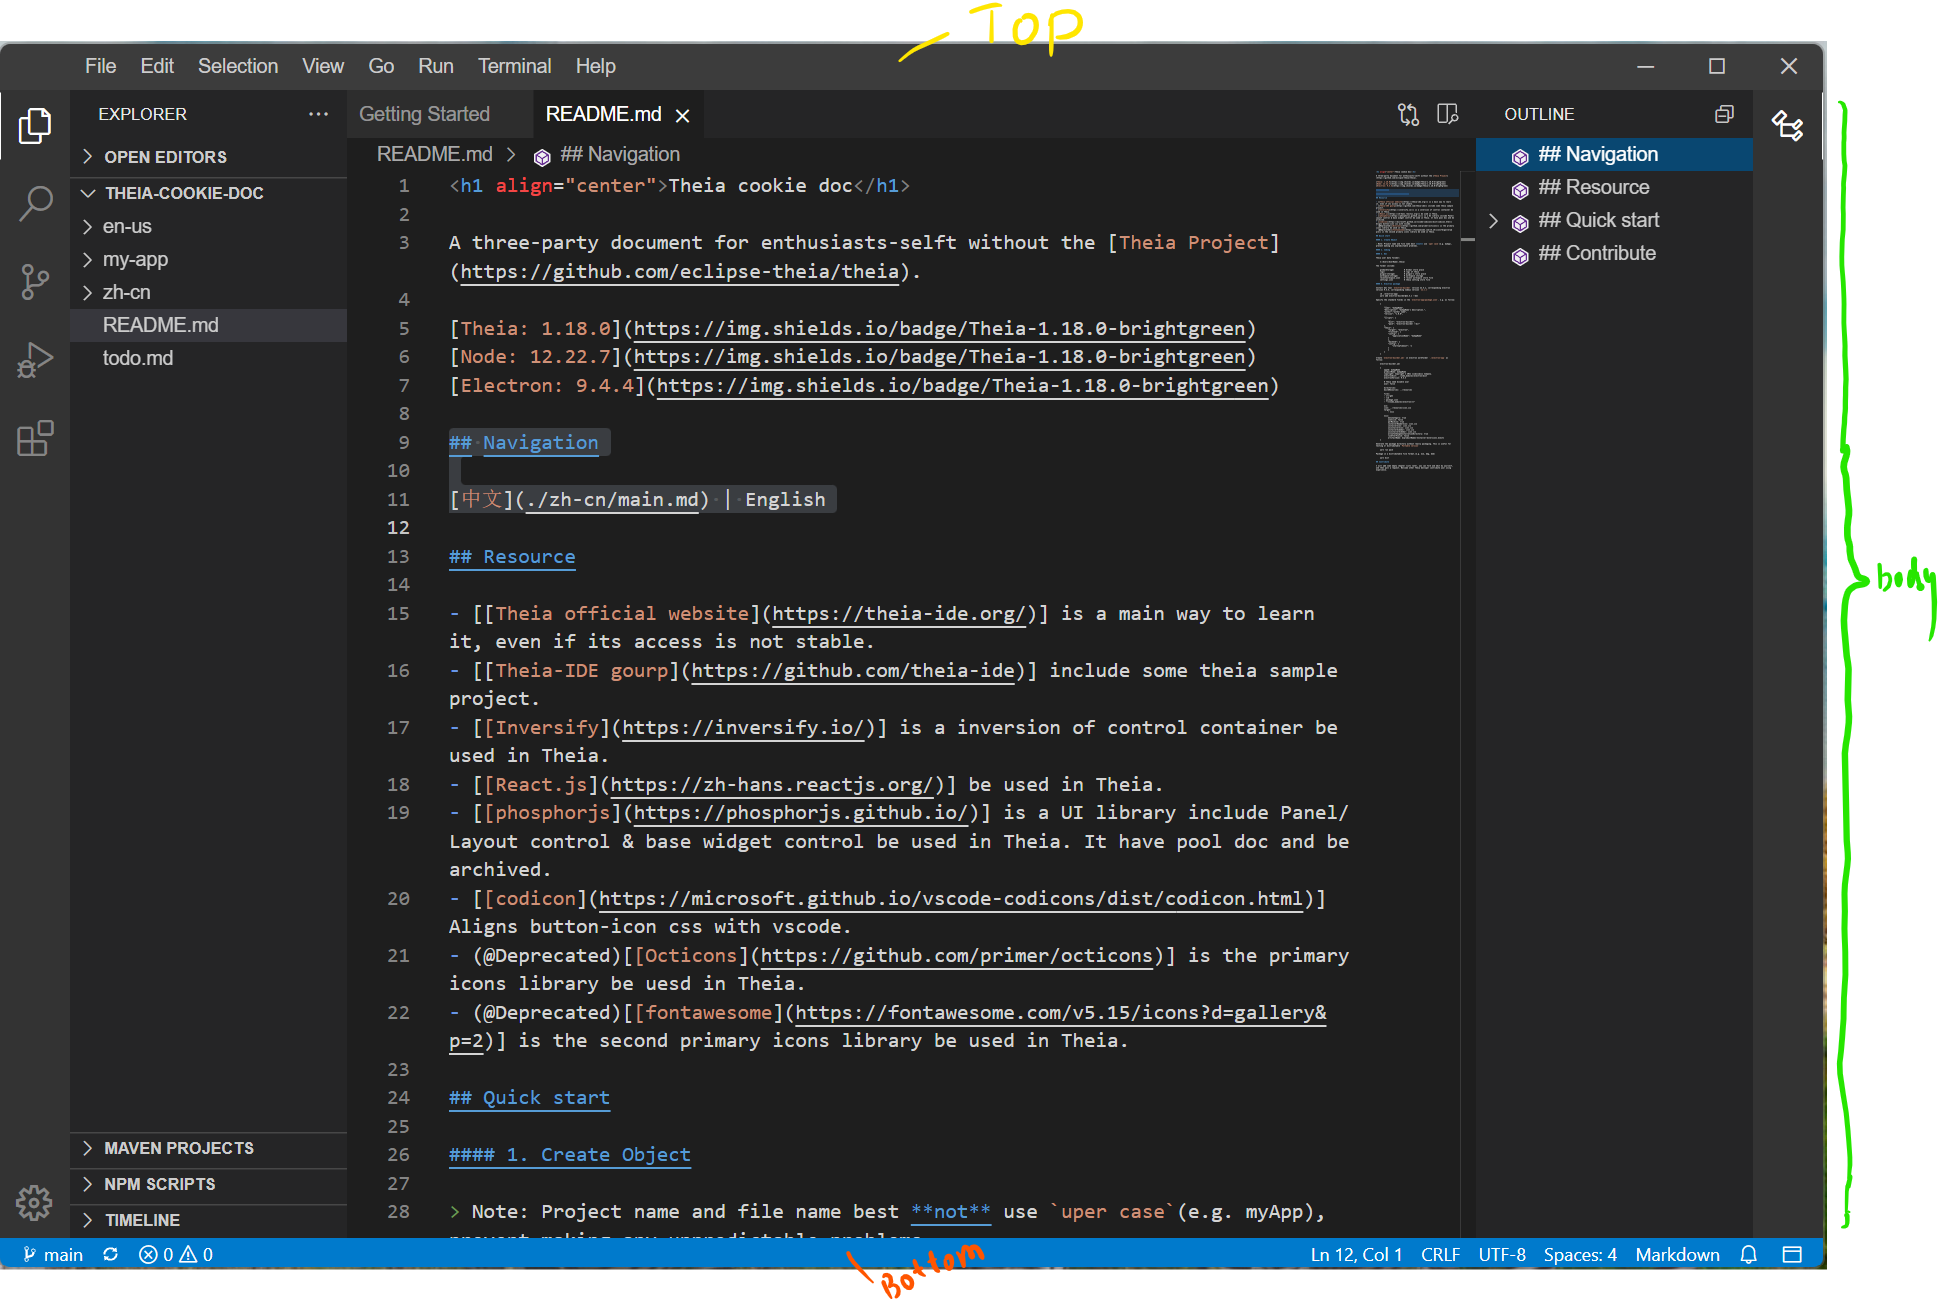 Top
File Edit Selection View Go Run Terminal Help
EXPLORER
OPEN EDITORS
THEIA-COOKIE-DOC
en-us
my-app
zh-cn
README.md
todo.md
MAVEN PROJECTS
NPM SCRIPTS
TIMELINE
Getting Started README.md
README.md > ## Navigation
1 <h1 align="center">Theia cookie doc</h1>
2
3 A three-party document for enthusiasts-selft without the [Theia Project]
(https://github.com/eclipse-theia/theia).
4
5 [Theia: 1.18.0](https://img.shields.io/badge/Theia-1.18.0-brightgreen)
6 [Node: 12.22.7](https://img.shields.io/badge/Theia-1.18.0-brightgreen)
7 [Electron: 9.4.4](https://img.shields.io/badge/Theia-1.18.0-brightgreen)
8
9 ## Navigation
10
11 [中文](./zh-cn/main.md) | English
12
13 ## Resource
14
15 - [[Theia official website](https://theia-ide.org/)] is a main way to learn
it, even if its access is not stable.
16 - [[Theia-IDE gourp](https://github.com/theia-ide)] include some theia sample
project.
17 - [[Inversify](https://inversify.io/)] is a inversion of control container be
used in Theia.
18 - [[React.js](https://zh-hans.reactjs.org/)] be used in Theia.
19 - [[phosphorjs](https://phosphorjs.github.io/)] is a UI library include Panel/
Layout control & base widget control be used in Theia. It have pool doc and be
archived.
20 - [[codicon](https://microsoft.github.io/vscode-codicons/dist/codicon.html)]
Aligns button-icon css with vscode.
21 - (@Deprecated)[[Octicons](https://github.com/primer/octicons)] is the primary
icons library be uesd in Theia.
22 - (@Deprecated)[[fontawesome](https://fontawesome.com/v5.15/icons?d=gallery&
p=2)] is the second primary icons library be used in Theia.
23
24 ## Quick start
25
26 #### 1. Create Object
27
28 > Note: Project name and file name best **not** use `uper case`(e.g. myApp),
OUTLINE
## Navigation
## Resource
## Quick start
## Contribute
body
main 0 0 Ln 12, Col 1 CRLF UTF-8 Spaces: 4 Markdown
Bottom